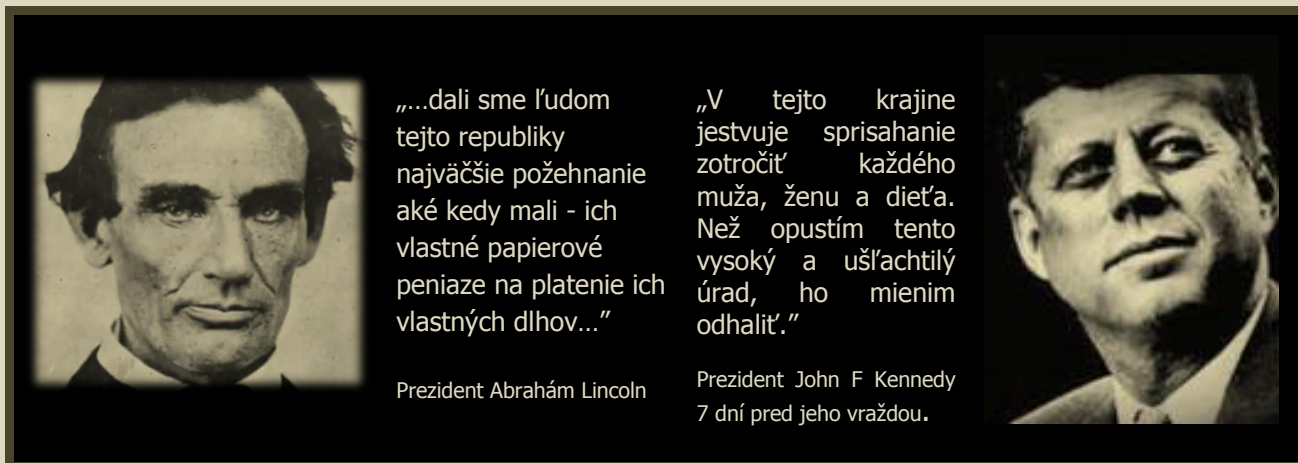 „…dali sme ľudom
tejto republiky
najväčšie požehnanie
aké kedy mali - ich
vlastné papierové
peniaze na platenie ich
vlastných dlhov…”
Prezident Abrahám Lincoln
„V tejto krajine
jestvuje sprisahanie
zotročiť každého
muža, ženu a dieťa.
Než opustím tento
vysoký a ušľachtilý
úrad, ho mienim
odhaliť.”
Prezident John F Kennedy
7 dní pred jeho vraždou.